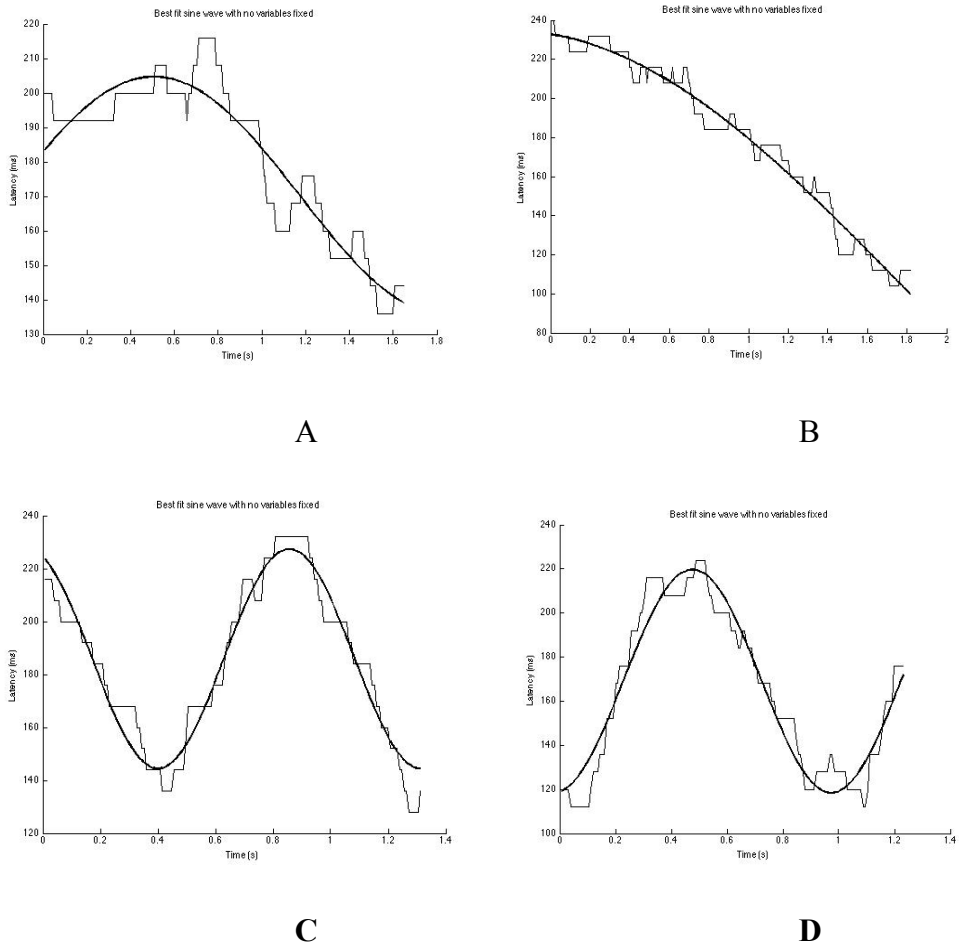 Best fit sine wave with no variables fixed
220
210
200
190
180
170
160
150
140
130
Latency (ms)
0 0.2 0.4 0.6 0.8 1 1.2 1.4 1.6 1.8
Time (s)
A
Best fit sine wave with no variables fixed
240
220
200
180
160
140
120
100
80
Latency (ms)
0 0.2 0.4 0.6 0.8 1 1.2 1.4 1.6 1.8 2
Time (s)
B
Best fit sine wave with no variables fixed
240
220
200
180
160
140
120
Latency (ms)
0 0.2 0.4 0.6 0.8 1 1.2 1.4
Time (s)
C
Best fit sine wave with no variables fixed
240
220
200
180
160
140
120
100
Latency (ms)
0 0.2 0.4 0.6 0.8 1 1.2 1.4
Time (s)
D